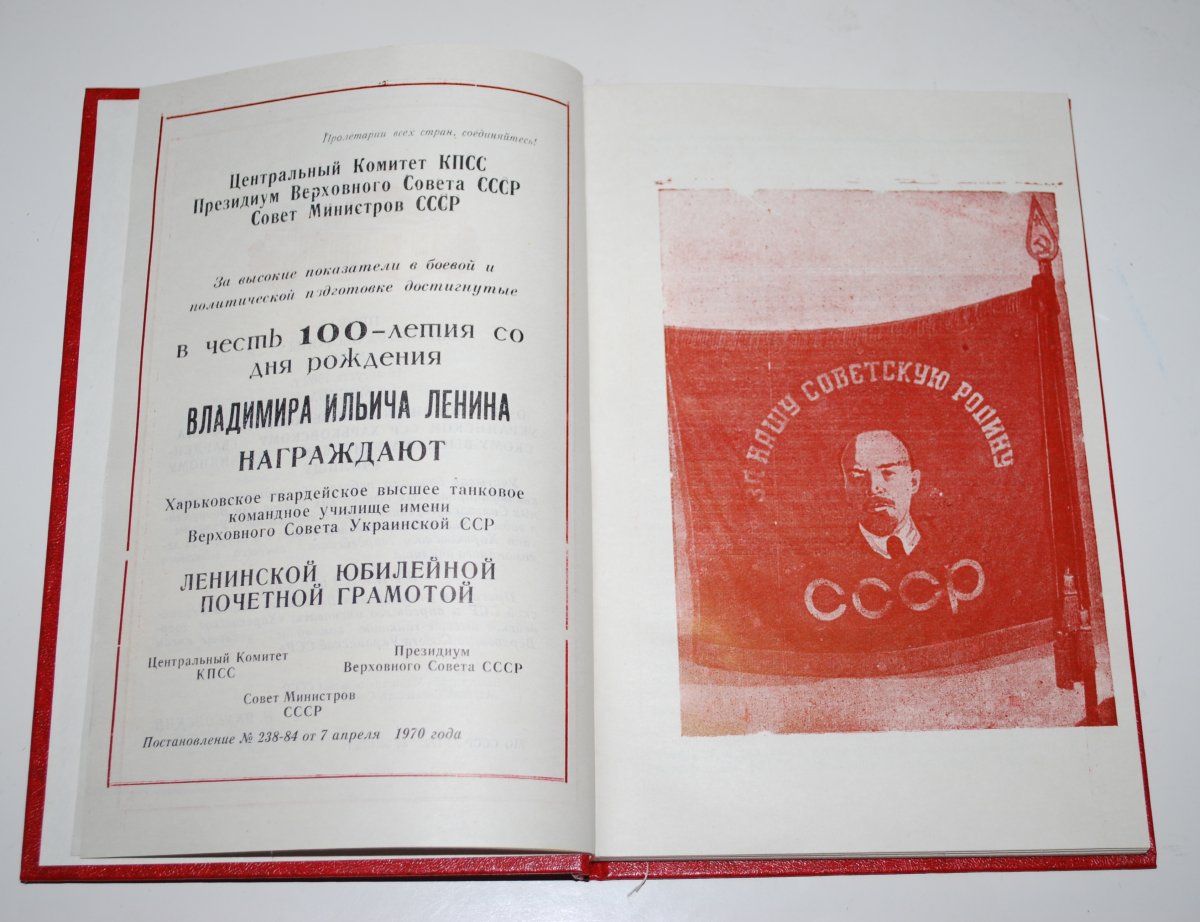 Пролетарии всех стран, соединяйтесь!
Центральный Комитет КПСС
Президиум Верховного Совета СССР
Совет Министров СССР
За высокие показатели в боевой и
политической подготовке достигнутые
в честь 100-летия со
дня рождения
ВЛАДИМИРА ИЛЬИЧА ЛЕНИНА
НАГРАЖДАЮТ
Харьковское гвардейское высшее танковое
командное училище имени
Верховного Совета Украинской ССР
ЛЕНИНСКОЙ ЮБИЛЕЙНОЙ
ПОЧЕТНОЙ ГРАМОТОЙ
Центральный Комитет
КПСС
Президиум
Верховного Совета СССР
Совет Министров
СССР
Постановление № 238-84 от 7 апреля 1970 года
ЗА НАШУ СОВЕТСКУЮ РОДИНУ
СССР